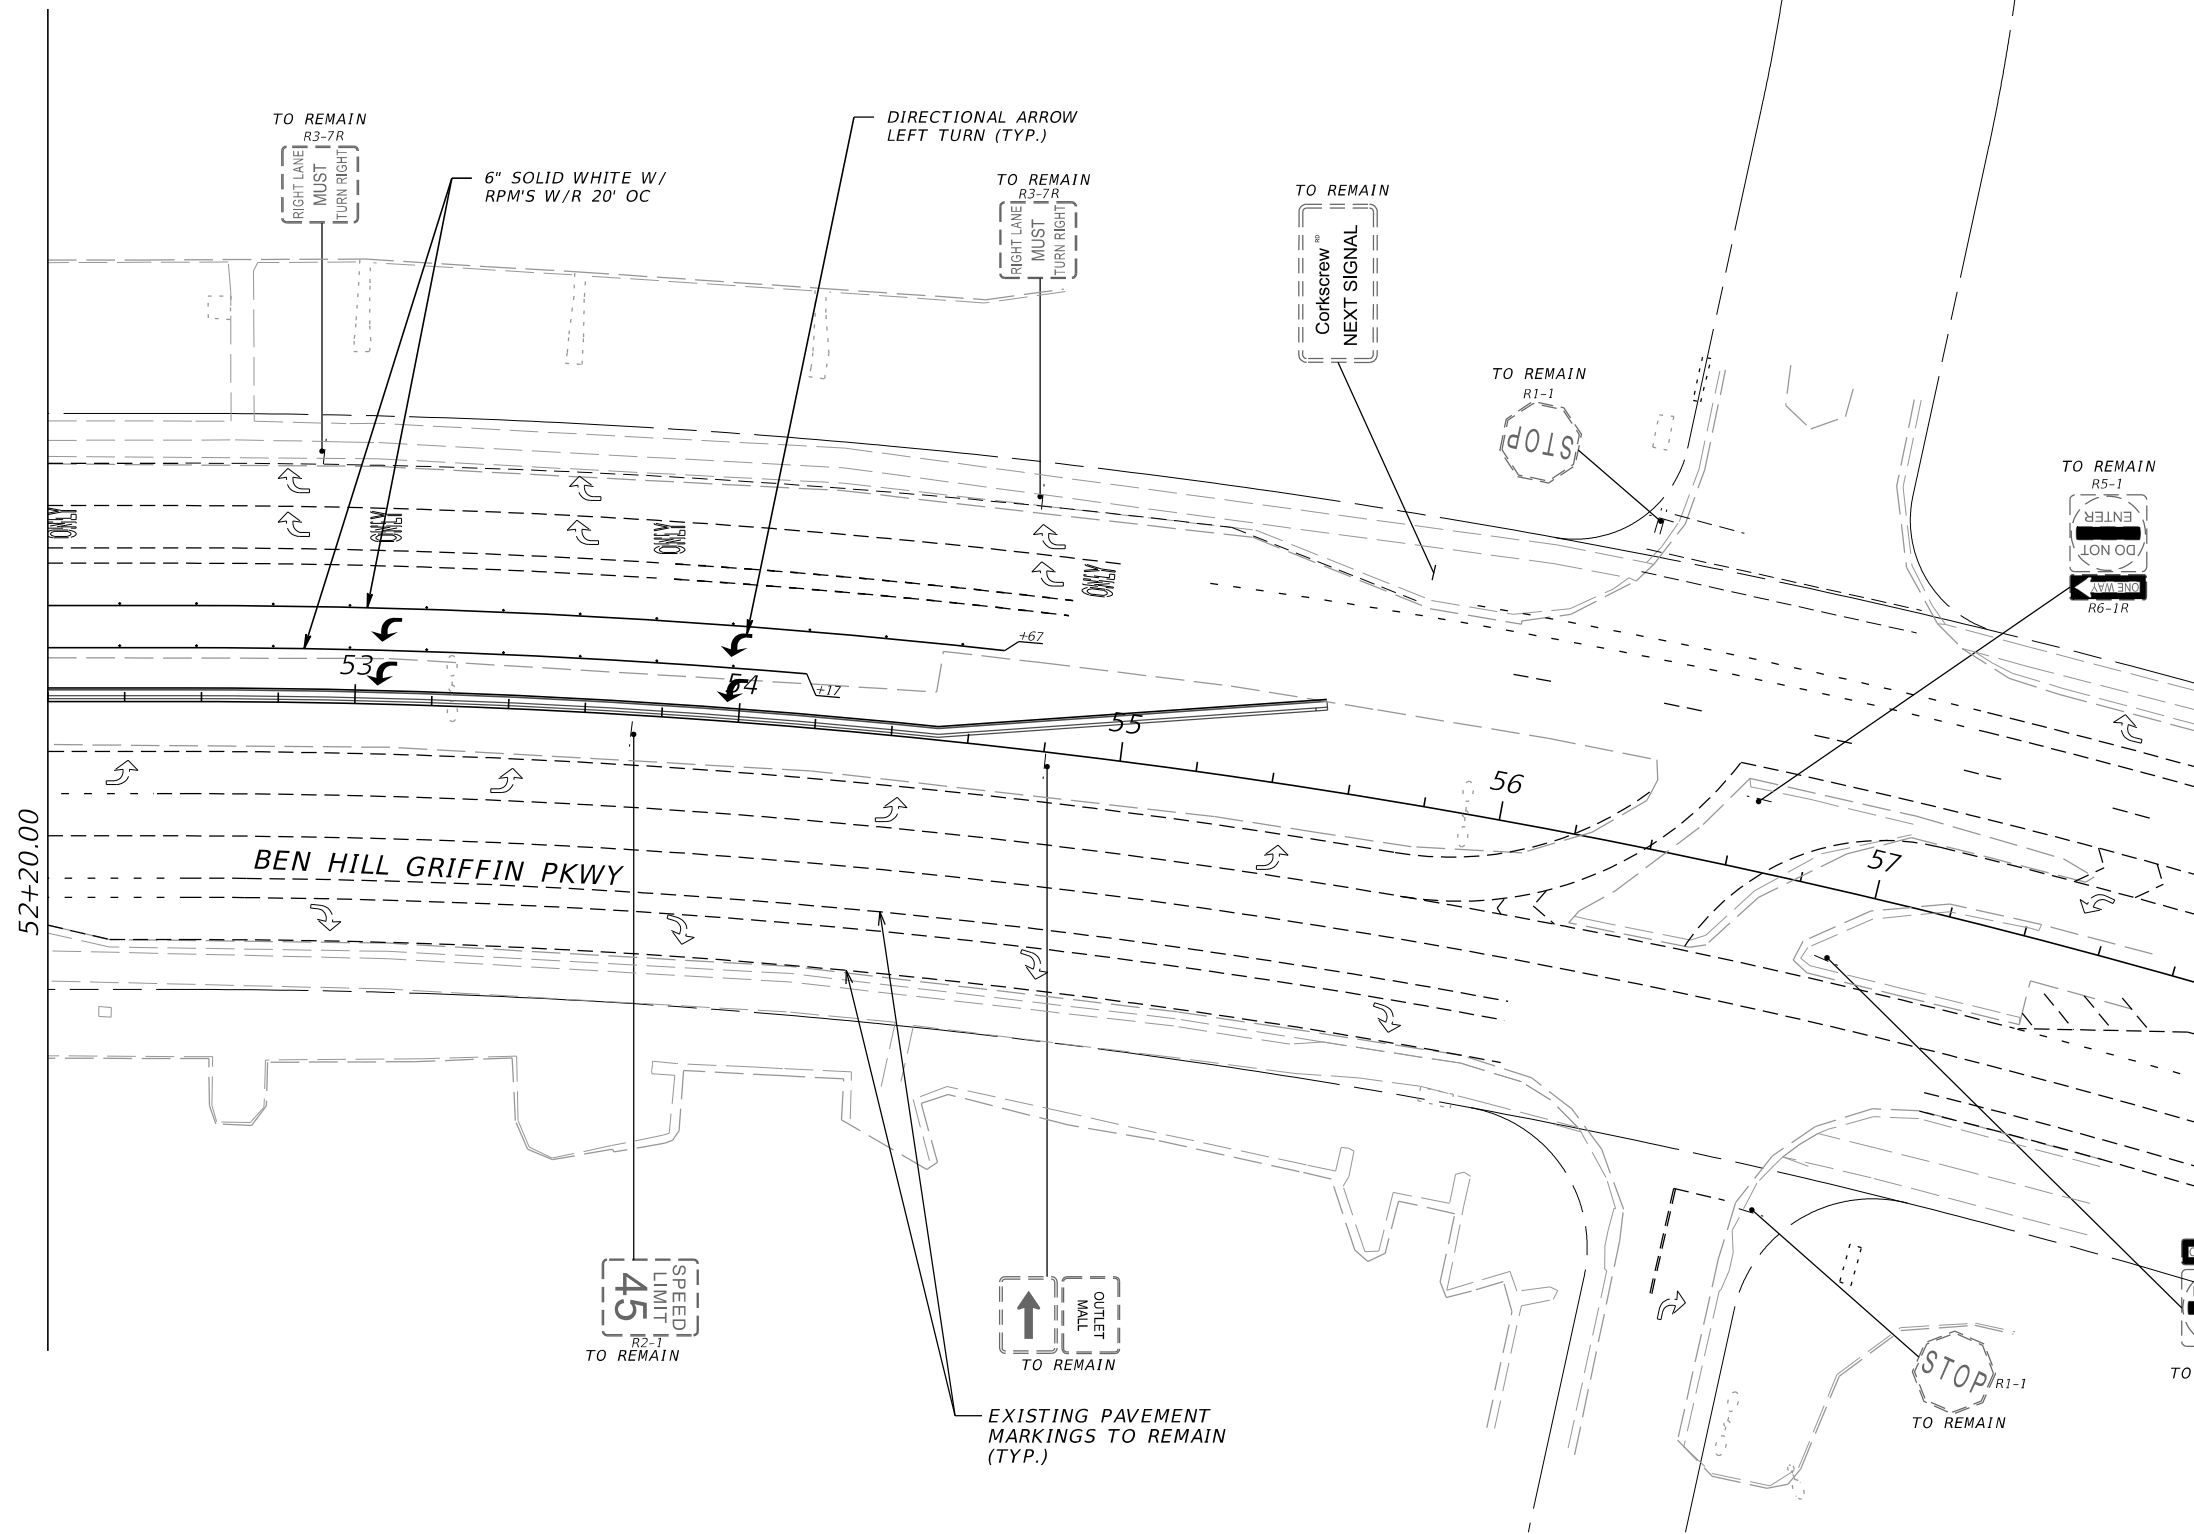 TO REMAIN
R3-7R
RIGHT LANE
MUST
TURN RIGHT
6" SOLID WHITE W/
RPM'S W/R 20' OC
DIRECTIONAL ARROW
LEFT TURN (TYP.)
TO REMAIN
R3-7R
RIGHT LANE
MUST
TURN RIGHT
TO REMAIN
Corkscrew RD
NEXT SIGNAL
TO REMAIN
R1-1
STOP
TO REMAIN
R5-1
DO NOT
ENTER
ONE WAY
R6-1R
ONLY
ONLY
ONLY
ONLY
+67
+17
53
54
55
56
57
52+20.00
BEN HILL GRIFFIN PKWY
SPEED
LIMIT
45
R2-1
TO REMAIN
OUTLET
MALL
TO REMAIN
EXISTING PAVEMENT
MARKINGS TO REMAIN
(TYP.)
STOP
R1-1
TO REMAIN
TO